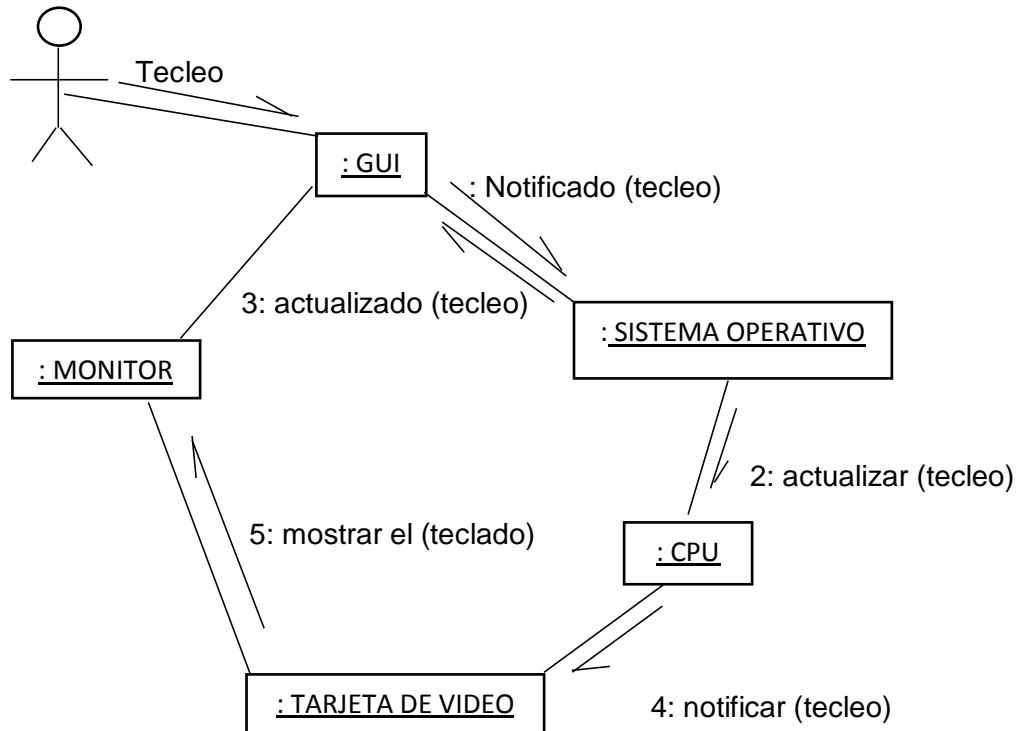 Tecleo
: GUI
: Notificado (tecleo)
3: actualizado (tecleo)
: SISTEMA OPERATIVO
: MONITOR
2: actualizar (tecleo)
5: mostrar el (teclado)
: CPU
: TARJETA DE VIDEO
4: notificar (tecleo)